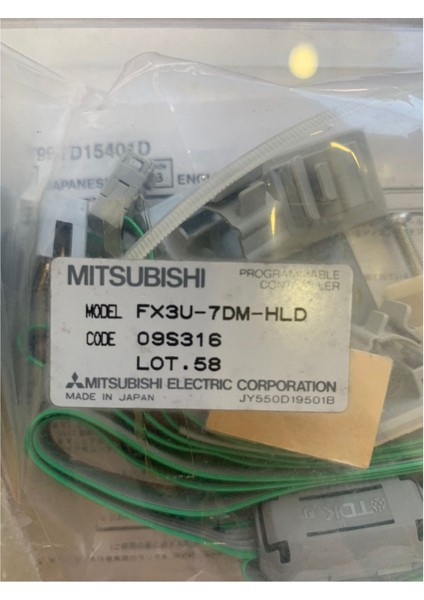 JAPANESE
ENG
MITSUBISHI
PROGRAMMABLE
CONTROLLER
MODEL FX3U-7DM-HLD
CODE 09S316
LOT.58
MITSUBISHI ELECTRIC CORPORATION
MADE IN JAPAN JY550D19501B
TDK